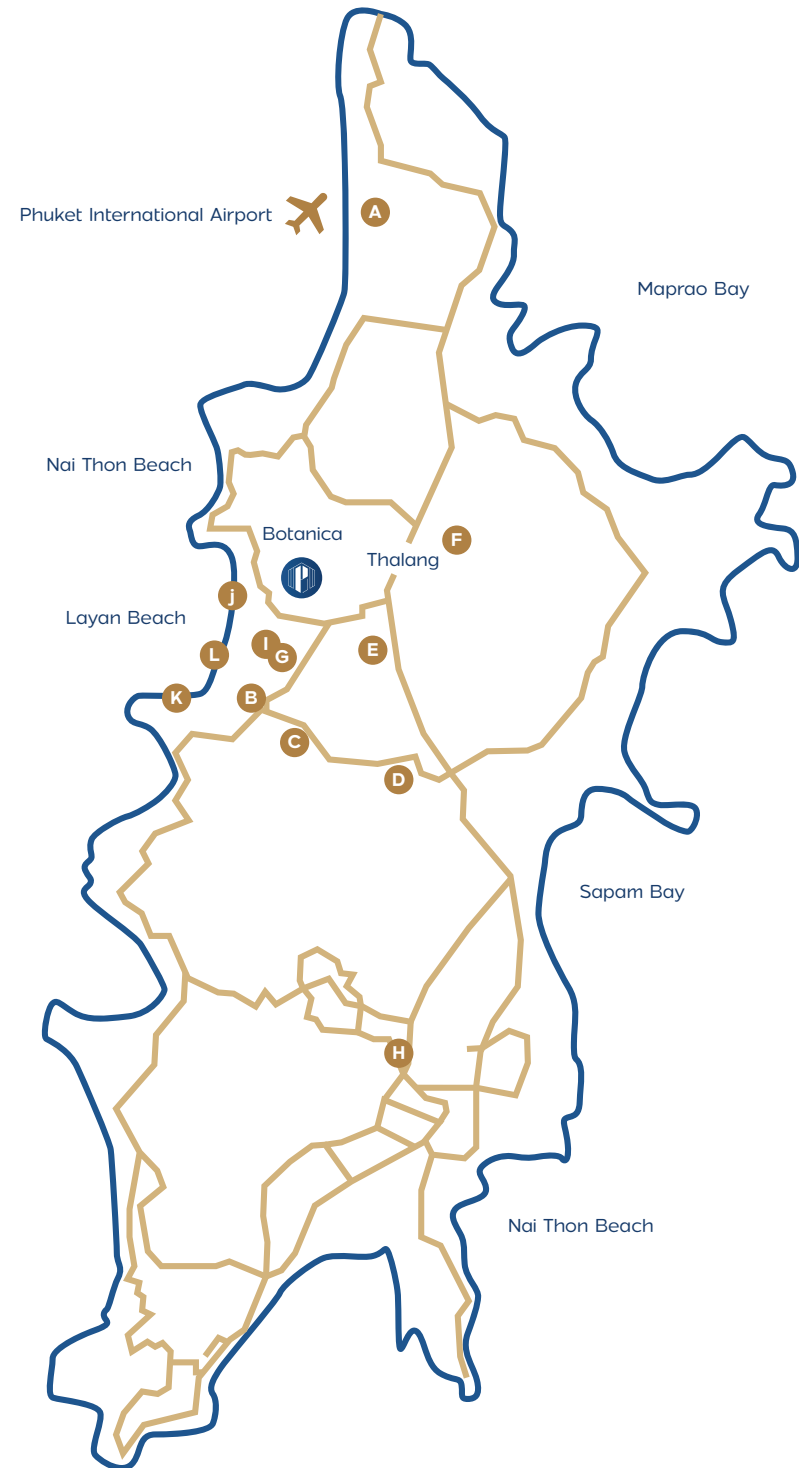 A
Phuket International Airport
Maprao Bay
Nai Thon Beach
Botanica
F
Thalang
j
Layan Beach
I
L
G
E
K
B
C
D
Sapam Bay
H
Nai Thon Beach